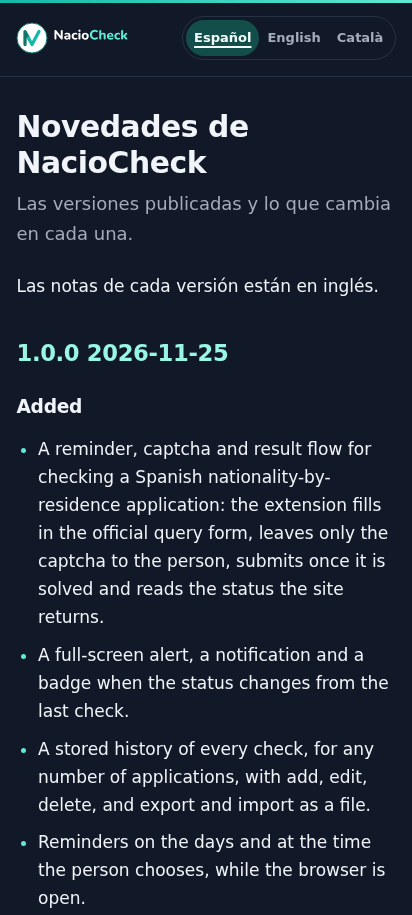 NacioCheck
Español English Català
Novedades de
NacioCheck
Las versiones publicadas y lo que cambia
en cada una.
Las notas de cada versión están en inglés.
1.0.0 2026-11-25
Added
A reminder, captcha and result flow for
checking a Spanish nationality-by-
residence application: the extension fills
in the official query form, leaves only the
captcha to the person, submits once it is
solved and reads the status the site
returns.
A full-screen alert, a notification and a
badge when the status changes from the
last check.
A stored history of every check, for any
number of applications, with add, edit,
delete, and export and import as a file.
Reminders on the days and at the time
the person chooses, while the browser is
open.